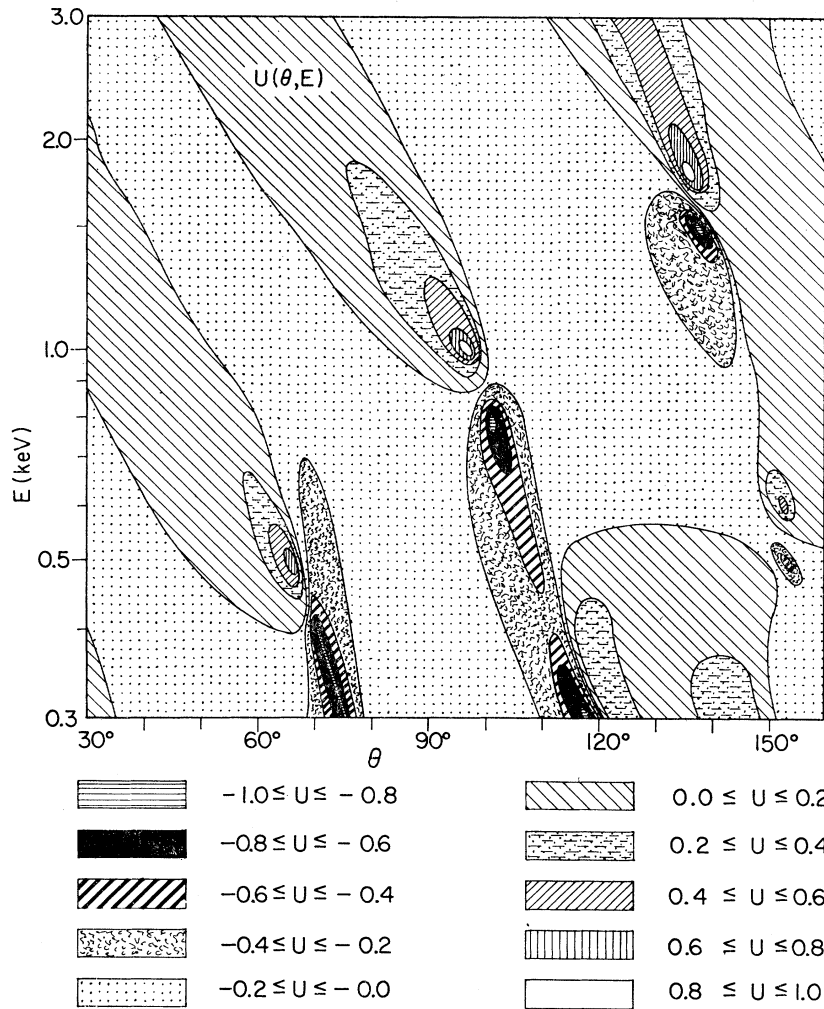 3.0
U(θ,E)
2.0
1.0
E (keV)
0.5
0.3
30° 60° 90° 120° 150°
θ
-1.0 ≤ U ≤ -0.8
0.0 ≤ U ≤ 0.2
-0.8 ≤ U ≤ -0.6
0.2 ≤ U ≤ 0.4
-0.6 ≤ U ≤ -0.4
0.4 ≤ U ≤ 0.6
-0.4 ≤ U ≤ -0.2
0.6 ≤ U ≤ 0.8
-0.2 ≤ U ≤ -0.0
0.8 ≤ U ≤ 1.0